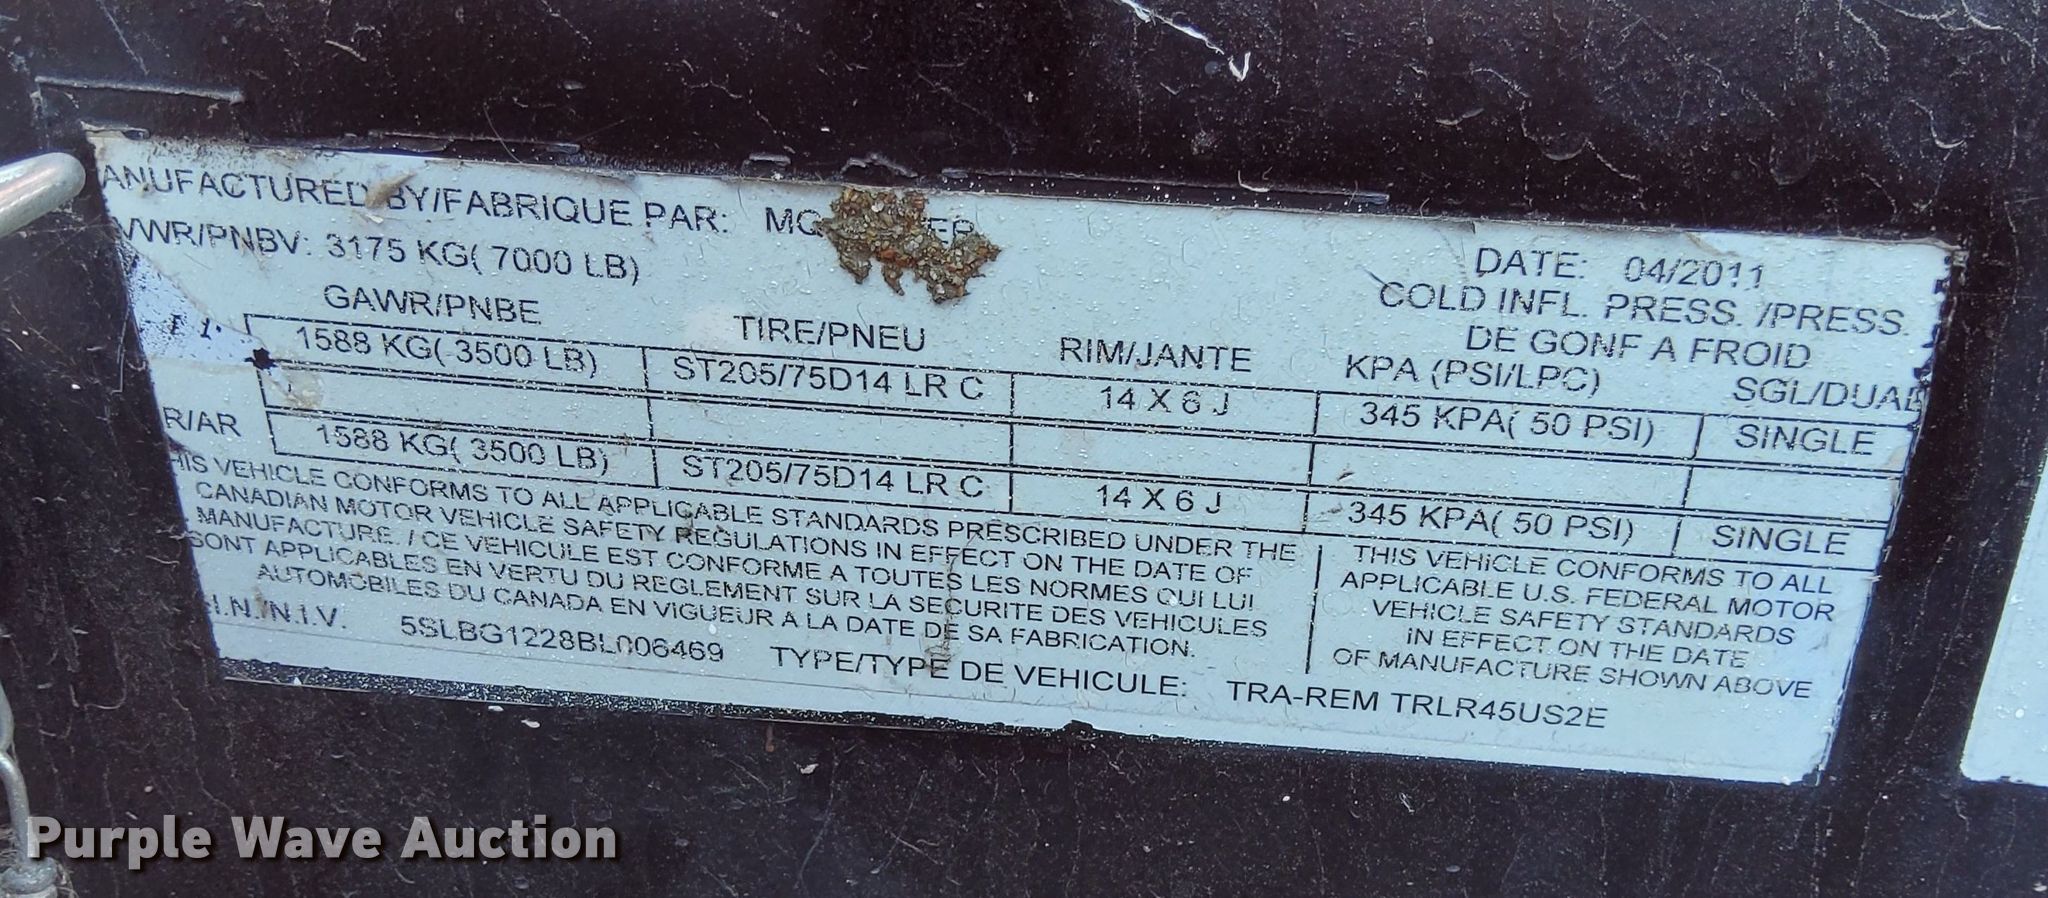 ANUFACTURED BY/FABRIQUE PAR:
VWR/PNBV: 3175 KG( 7000 LB)
DATE: 04/2011
GAWR/PNBE TIRE/PNEU RIM/JANTE COLD INFL. PRESS. /PRESS.
DE GONF A FROID
KPA (PSI/LPC) SGL/DUAL
1588 KG( 3500 LB) ST205/75D14 LR C 14 X 6 J 345 KPA( 50 PSI) SINGLE
R/AR 1588 KG( 3500 LB) ST205/75D14 LR C 14 X 6 J 345 KPA( 50 PSI) SINGLE
HIS VEHICLE CONFORMS TO ALL APPLICABLE STANDARDS PRESCRIBED UNDER THE
CANADIAN MOTOR VEHICLE SAFETY REGULATIONS IN EFFECT ON THE DATE OF
MANUFACTURE. / CE VEHICULE EST CONFORME A TOUTES LES NORMES QUI LUI
SONT APPLICABLES EN VERTU DU REGLEMENT SUR LA SECURITE DES VEHICULES
AUTOMOBILES DU CANADA EN VIGUEUR A LA DATE DE SA FABRICATION.
THIS VEHICLE CONFORMS TO ALL
APPLICABLE U.S. FEDERAL MOTOR
VEHICLE SAFETY STANDARDS
IN EFFECT ON THE DATE
OF MANUFACTURE SHOWN ABOVE
.I.N./N.I.V. 5SLBG1228BL006469 TYPE/TYPE DE VEHICULE: TRA-REM TRLR45US2E
Purple Wave Auction